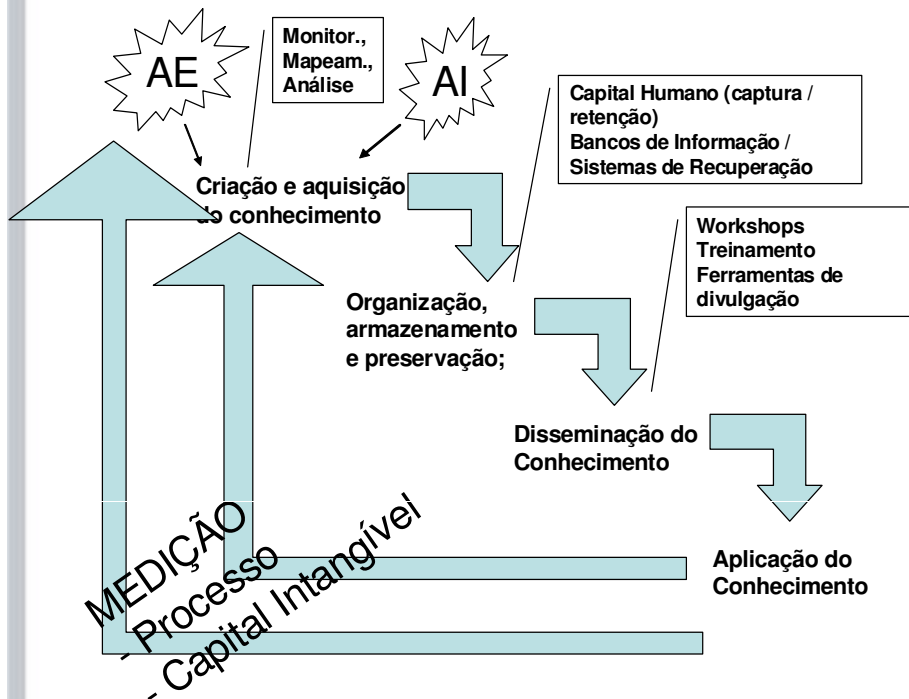 AE
Monitor.,
Mapeam.,
Análise
AI
Capital Humano (captura /
retenção)
Bancos de Informação /
Sistemas de Recuperação
Criação e aquisição
do conhecimento
Workshops
Treinamento
Ferramentas de
divulgação
Organização,
armazenamento
e preservação;
Disseminação do
Conhecimento
Aplicação do
Conhecimento
MEDIÇÃO
- Processo
- Capital Intangível